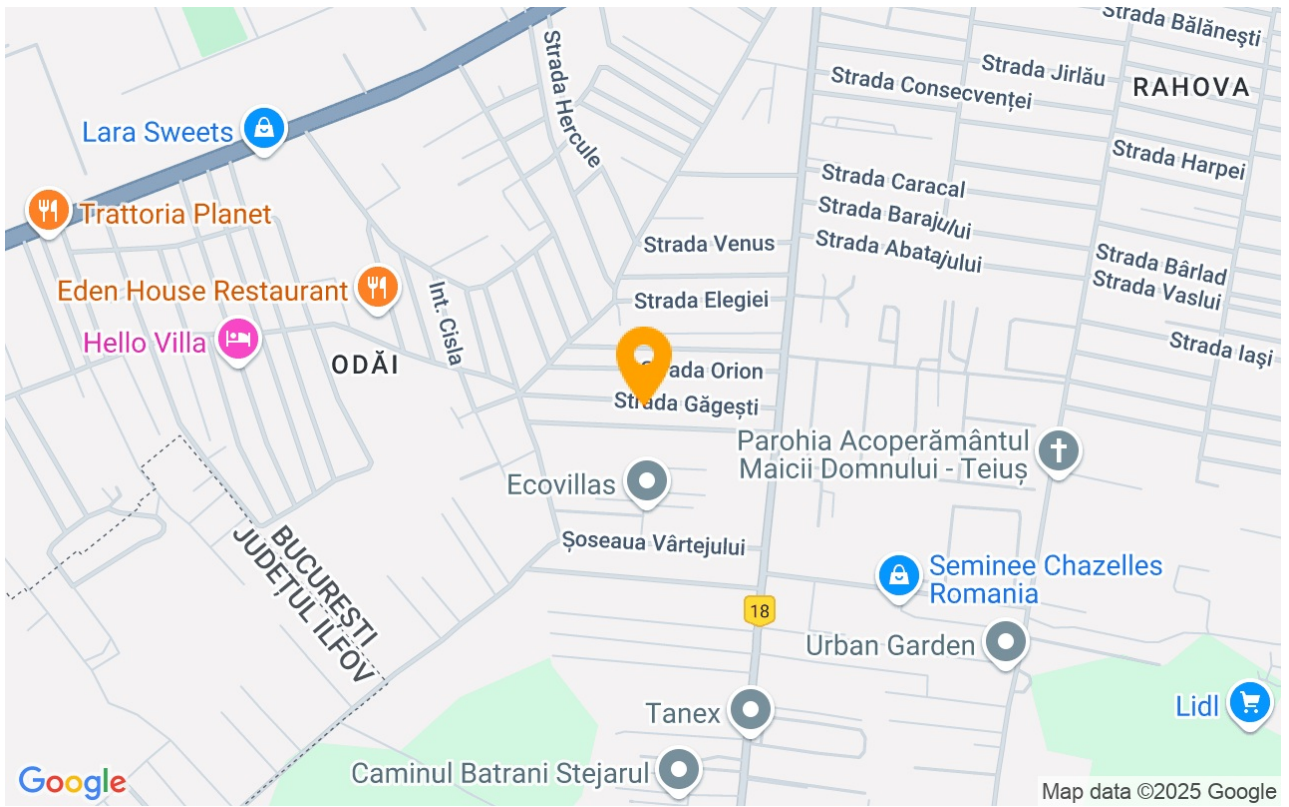 Strada Bălănești
Strada Hercule
Strada Jirlău
RAHOVA
Strada Consecvenței
Lara Sweets
Strada Harpei
Strada Caracal
Trattoria Planet
Strada Barajului
Strada Venus
Strada Abatajului
Strada Bârlad
Eden House Restaurant
Int. Cisla
Strada Elegiei
Strada Vaslui
Hello Villa
Strada Iași
ODĂI
ada Orion
Strada Găgești
Parohia Acoperământul
Maicii Domnului - Teiuș
Ecovillas
BUCUREȘTI
JUDEȚUL ILFOV
Șoseaua Vârtejului
Seminee Chazelles
Romania
18
Urban Garden
Tanex
Lidl
Caminul Batrani Stejarul
Google
Map data ©2025 Google